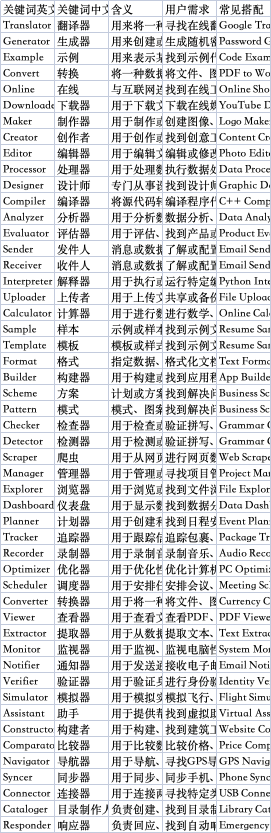 关键词英文 关键词中文 含义 用户需求 常见搭配
Translator 翻译器 用来将一种 寻找在线翻 Google Tra
Generator 生成器 用来创建或 生成随机密 Password G
Example 示例 用来表示某 找到示例代 Code Exam
Convert 转换 将一种数据 将文件、图 PDF to Wo
Online 在线 与互联网连 找到在线工 Online Sho
Downloade 下载器 用于下载文 下载在线视 YouTube D
Maker 制作器 用于制作或 创建图像、 Logo Make
Creator 创作者 用于创作或 找到创意工 Content Cr
Editor 编辑器 用于编辑文 编辑或修改 Photo Edit
Processor 处理器 用于处理数 执行数据处 Data Proce
Designer 设计师 专门从事设 找到设计师 Graphic De
Compiler 编译器 将源代码转 编译程序代 C++ Compi
Analyzer 分析器 用于分析数 数据分析、 Data Analy
Evaluator 评估器 用于评估、 找到产品或 Product Ev
Sender 发件人 消息或数据 了解或配置 Email Send
Receiver 收件人 消息或数据 了解或配置 Email Send
Interpreter 解释器 用于执行或 运行特定编 Python Inte
Uploader 上传者 用于上传文 共享或备份 File Uploa
Calculator 计算器 用于进行数 进行数学、 Online Cal
Sample 样本 示例或样本 找到示例文 Resume Sar
Template 模板 模板或样式 找到示例文 Resume Sar
Format 格式 指定数据、 格式化文档 Text Forma
Builder 构建器 用于构建或 找到应用程 App Builde
Scheme 方案 计划或方案 找到解决问 Business Sc
Pattern 模式 模式、图案 找到解决问 Business Sc
Checker 检查器 用于检查或 验证拼写、 Grammar C
Detector 检测器 用于检测或 验证拼写、 Grammar C
Scraper 爬虫 用于从网页 进行网页数 Web Scrape
Manager 管理器 用于管理或 寻找项目管 Project Mar
Explorer 浏览器 用于浏览或 找到文件浏 File Explor
Dashboard 仪表盘 用于显示数 找到数据分 Data Dash
Planner 计划器 用于创建和 找到日程安 Event Plan
Tracker 追踪器 用于跟踪信 追踪包裹、 Package Tr
Recorder 录制器 用于录制音 录制音乐、 Audio Reco
Optimizer 优化器 用于优化性 优化计算机 PC Optimiz
Scheduler 调度器 用于安排任 安排会议、 Meeting Sc
Converter 转换器 用于将一种 将文件、图 Currency C
Viewer 查看器 用于查看文 查看PDF、 PDF Viewer
Extractor 提取器 用于从数据 提取文本、 Text Extrac
Monitor 监视器 用于监视、 监视电脑性 System Mor
Notifier 通知器 用于发送通 接收电子邮 Email Notif
Verifier 验证器 用于验证身 进行身份验 Identity Ve
Simulator 模拟器 用于模拟实 模拟飞行、 Flight Simu
Assistant 助手 用于提供帮 找到虚拟助 Virtual Ass
Constructo 构建者 用于构建、 找到建筑工 Website Co
Comparato 比较器 用于比较数 比较价格、 Price Comp
Navigator 导航器 用于导航、 寻找GPS导 GPS Navig
Syncer 同步器 用于同步、 同步手机、 Phone Sync
Connector 连接器 用于连接两 寻找特定类 USB Conne
Cataloger 目录制作人 负责创建、 找到目录制 Library Cat
Responder 响应器 负责回应、 找到自动响 Emergency